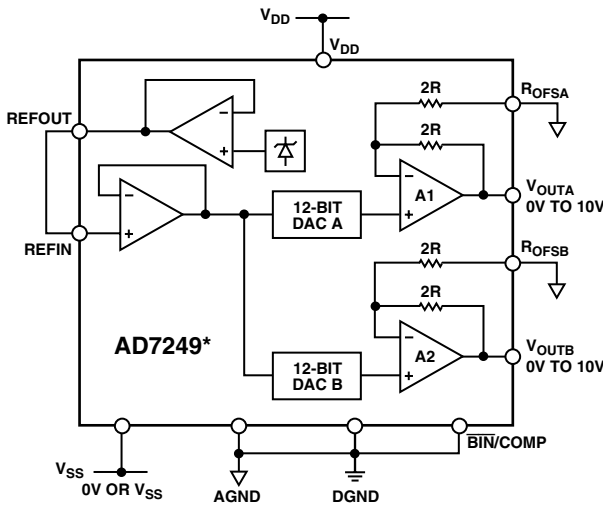 VDD
VDD
REFOUT
REFIN
−
+
−
+
2R
2R
−
+
A1
ROFSA
VOUTA
0V TO 10V
12-BIT
DAC A
2R
2R
−
+
A2
ROFSB
VOUTB
0V TO 10V
12-BIT
DAC B
AD7249*
VSS
0V OR VSS
AGND
DGND
B̅I̅N̅/COMP